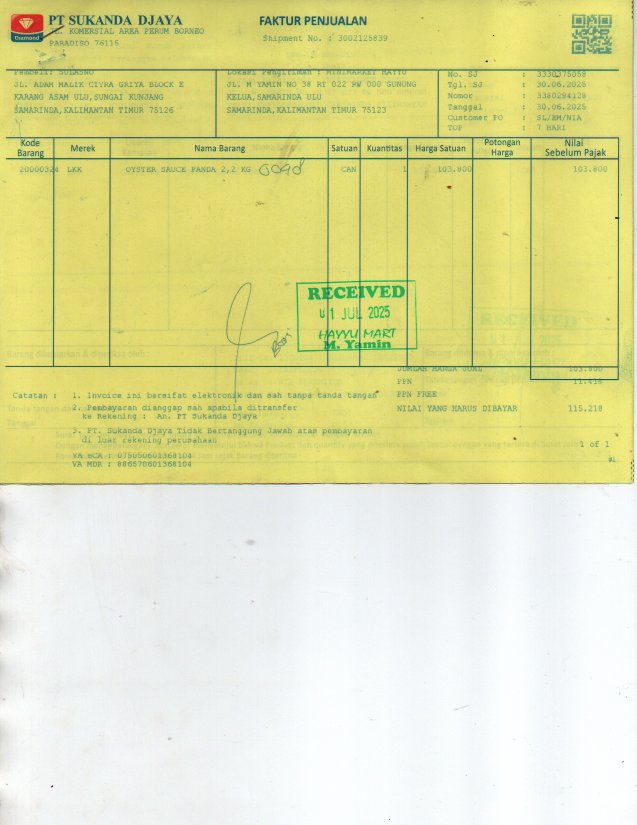 PT SUKANDA DJAYA
Diamond
JL. KOMERSIAL AREA PERUM BORNEO
PARADISO 76115
FAKTUR PENJUALAN
Shipment No. : 3002125839
Pembeli:
JL. ADAM MALIK CITRA GRIYA BLOCK E
KARANG ASAM ULU,SUNGAI KUNJANG
SAMARINDA,KALIMANTAN TIMUR 75126
Lokasi Pengiriman : MINIMARKET HAYYU
JL. M YAMIN NO 38 RT 022 RW 000 GUNUNG
KELUA,SAMARINDA ULU
SAMARINDA,KALIMANTAN TIMUR 75123
No. SJ : 3330375058
Tgl. SJ : 30.06.2025
Nomor : 3380294128
Tanggal : 30.06.2025
Customer PO : SL/EM/NIA
TOP : 7 HARI
Kode Barang Merek Nama Barang Satuan Kuantitas Harga Satuan Potongan Harga Nilai Sebelum Pajak
20000324 LKK OYSTER SAUCE PANDA 2,2 KG CAN 1 103.800 103.800
RECEIVED
01 JUL 2025
HAYYU MART
M. Yamin
JUMLAH HARGA JUAL 103.800
PPN 11.418
PPN FREE
NILAI YANG HARUS DIBAYAR 115.218
Catatan : 1. Invoice ini bersifat elektronik dan sah tanpa tanda tangan
2. Pembayaran dianggap sah apabila ditransfer
ke Rekening : An. PT Sukanda Djaya
3. PT. Sukanda Djaya Tidak Bertanggung Jawab atas pembayaran
di luar rekening perusahaan
VA BCA : 0750500601368104
VA MDR : 886570601368104
1 of 1